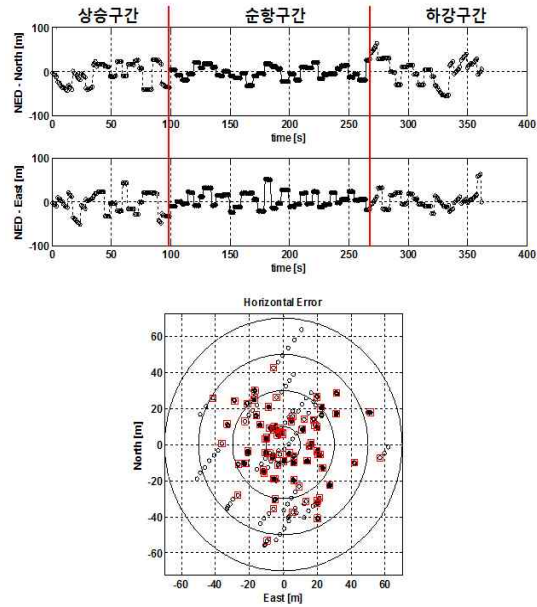 상승구간 순항구간 하강구간
100
0
-100
NED - North [m]
0 50 100 150 200 250 300 350 400
time [s]
100
0
-100
NED - East [m]
0 50 100 150 200 250 300 350 400
time [s]
Horizontal Error
60
40
20
0
-20
-40
-60
North [m]
-60 -40 -20 0 20 40 60
East [m]